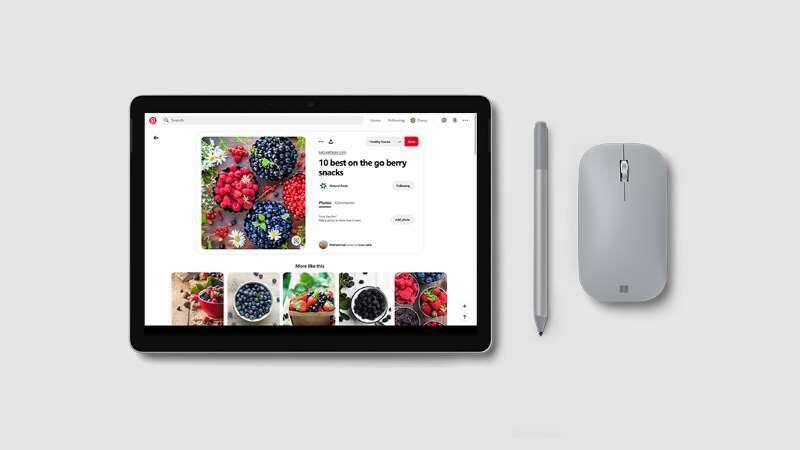 Search
Home Following
Healthy Snacks
Save
10 best on the go berry
snacks
Natural Foods
Following
Photos Comments
Add photo
More like this